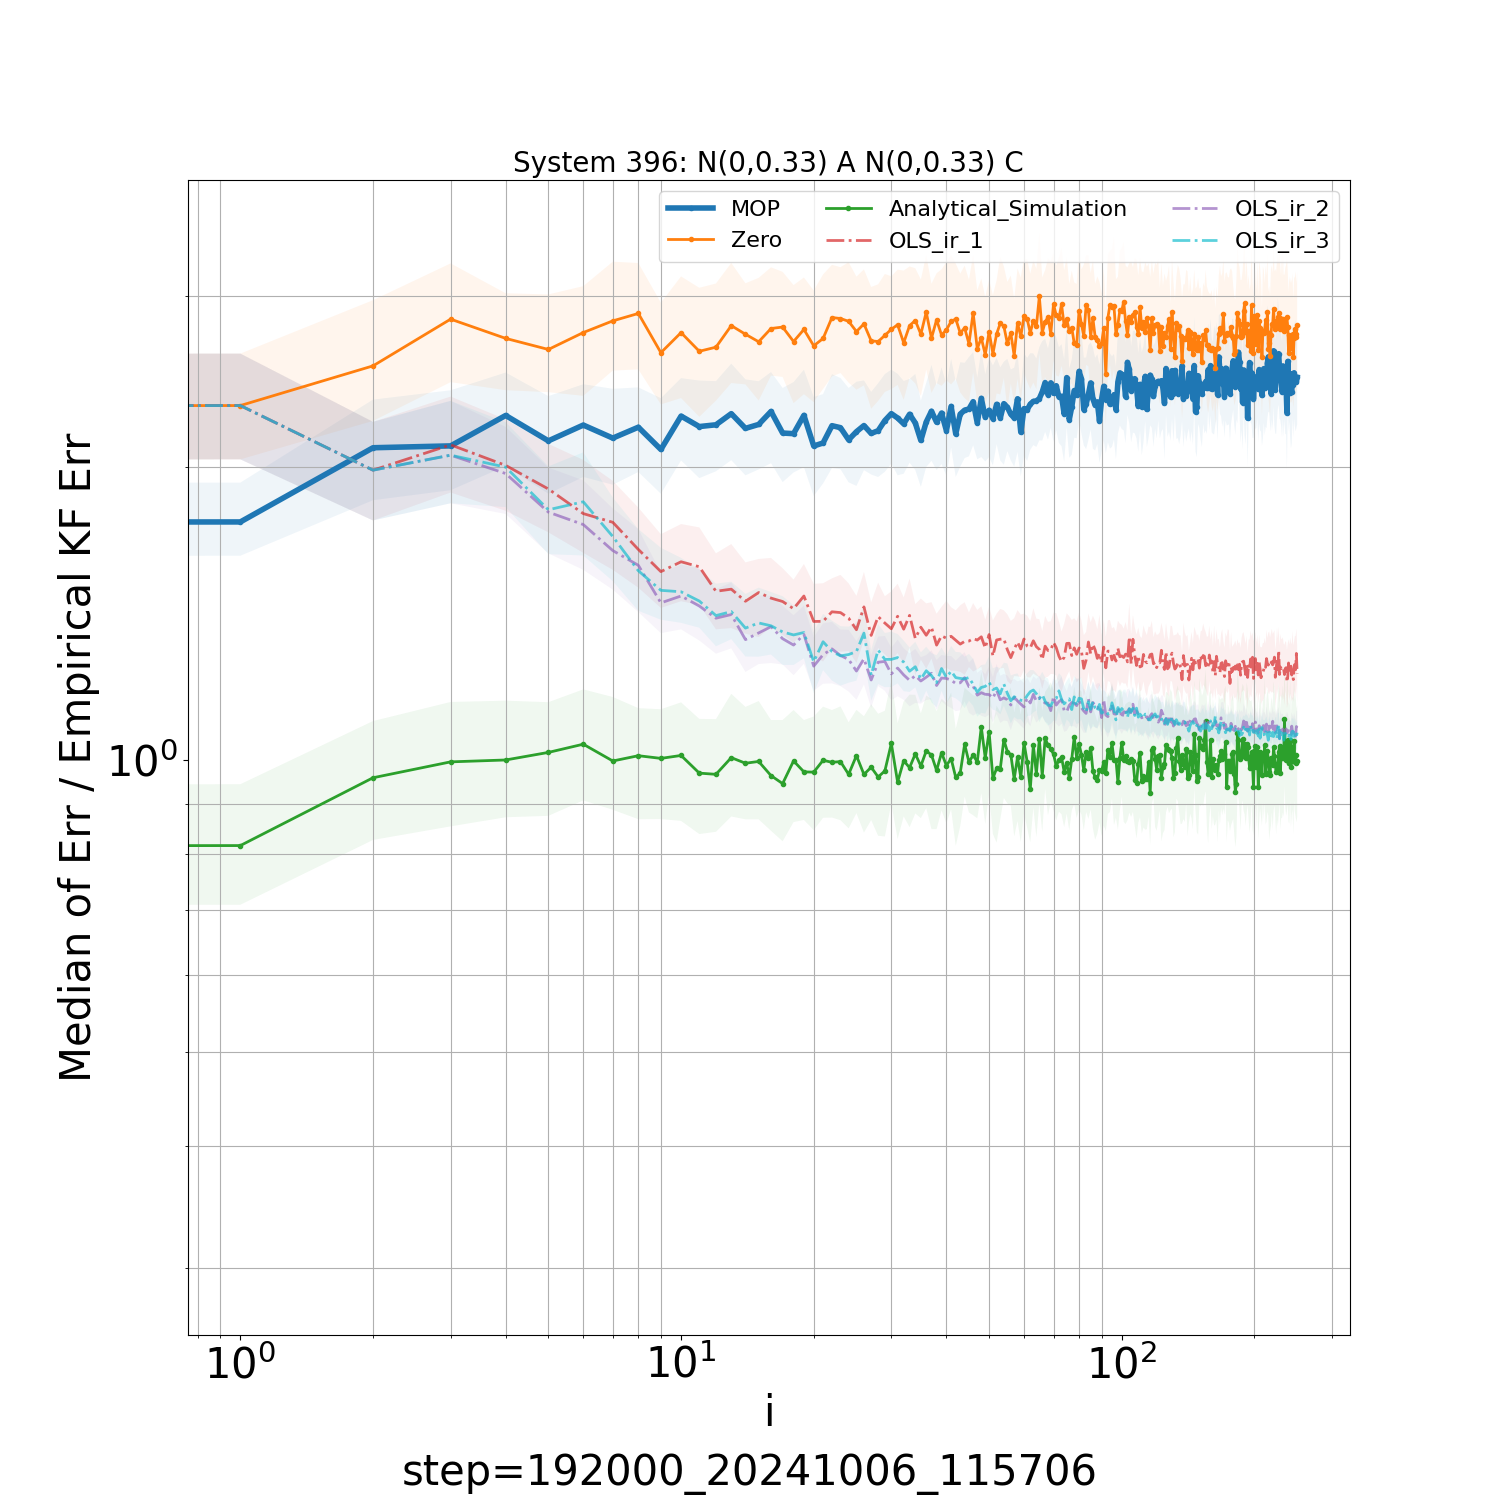 System 396: N(0,0.33) A N(0,0.33) C
MOP
Zero
Analytical_Simulation
OLS_ir_1
OLS_ir_2
OLS_ir_3
Median of Err / Empirical KF Err
10⁰
10⁰
10¹
10²
i
step=192000_20241006_115706